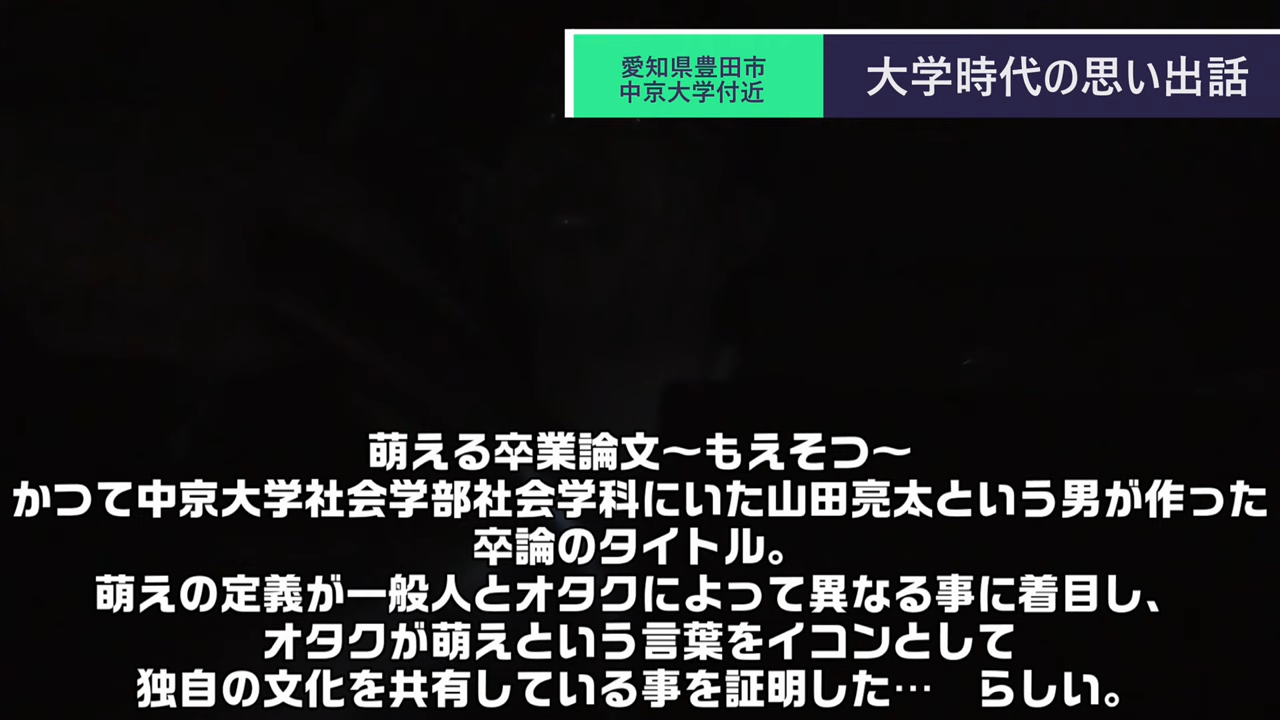 愛知県豊田市
中京大学付近
大学時代の思い出話
萌える卒業論文～もえそつ～
かつて中京大学社会学部社会学科にいた山田亮太という男が作った
卒論のタイトル。
萌えの定義が一般人とオタクによって異なる事に着目し、
オタクが萌えという言葉をイコンとして
独自の文化を共有している事を証明した… らしい。